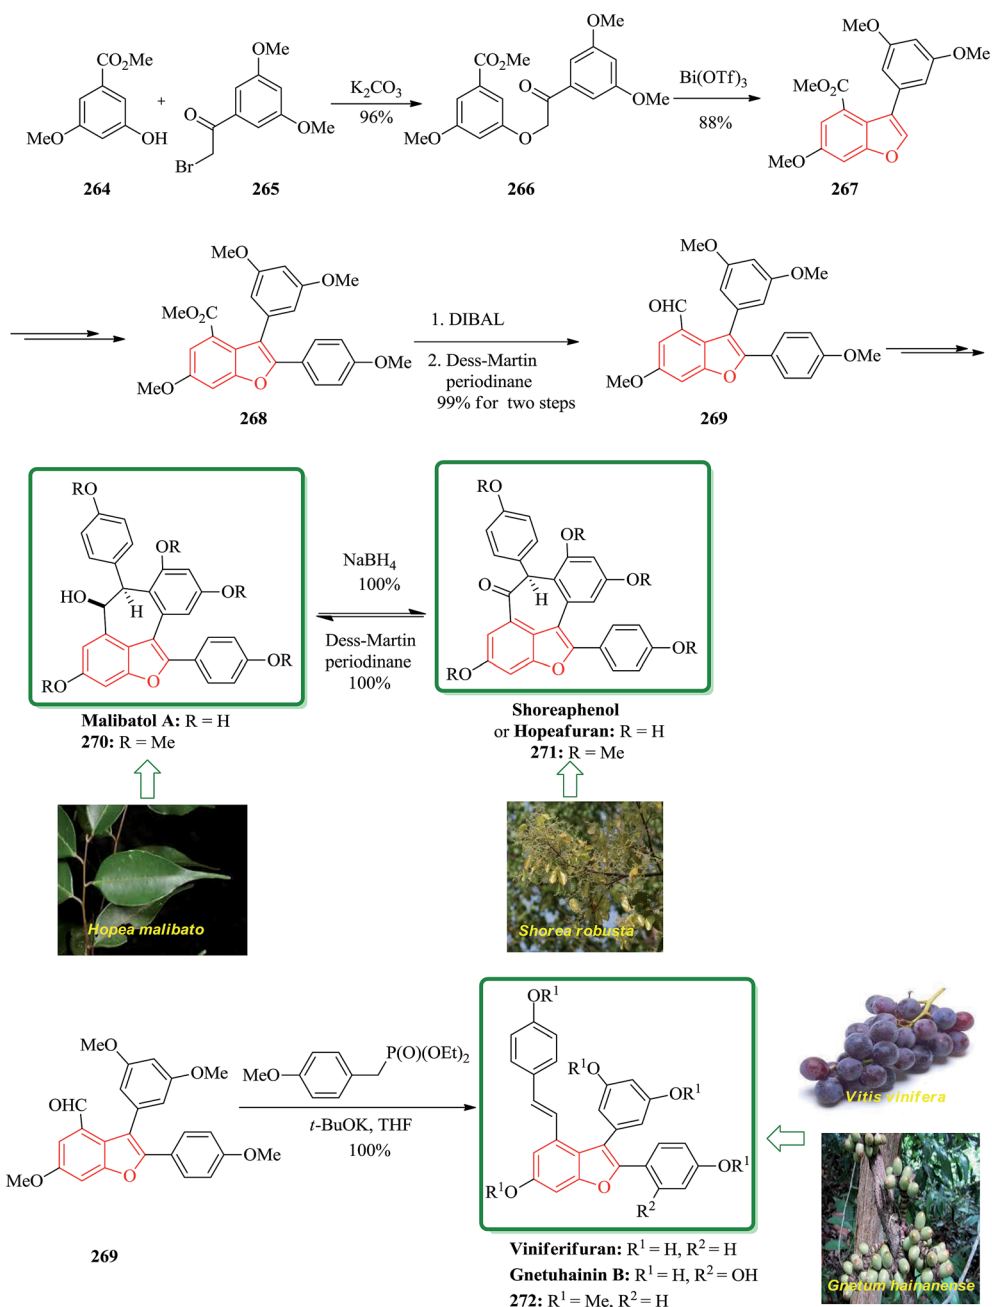 CO₂Me
MeO
OH
+
OMe
O
OMe
Br
K₂CO₃
96%
OMe
CO₂Me
O
OMe
MeO
O
Bi(OTf)₃
88%
MeO
OMe
MeO₂C
MeO
O
264
265
266
267
MeO
OMe
MeO₂C
OMe
MeO
O
268
1. DIBAL
2. Dess-Martin
periodinane
99% for two steps
MeO
OMe
OHC
OMe
MeO
O
269
RO
OR
HO
H
OR
OR
RO
O
NaBH₄
100%
Dess-Martin
periodinane
100%
RO
OR
O
H
OR
OR
RO
O
Malibatol A: R = H
270: R = Me
Shoreaphenol
or Hopeafuran: R = H
271: R = Me
Hopea malibato
Shorea robusta
MeO
OMe
OHC
OMe
MeO
O
269
P(O)(OEt)₂
MeO
t-BuOK, THF
100%
OR¹
R¹O
OR¹
OR¹
R¹O
O
R²
Viniferifuran: R¹ = H, R² = H
Gnetuhainin B: R¹ = H, R² = OH
272: R¹ = Me, R² = H
Vitis vinifera
Gnetum hainanense